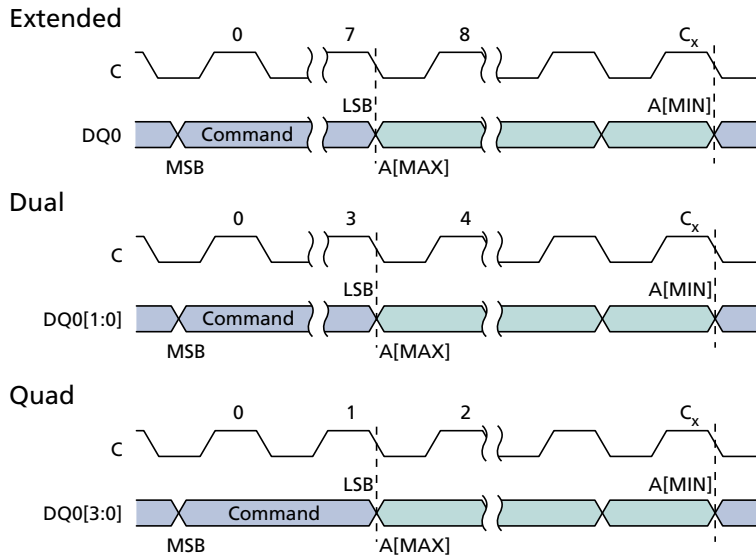 Extended
0 7 8 Cx
C
LSB A[MIN]
DQ0 Command
MSB A[MAX]
Dual
0 3 4 Cx
C
LSB A[MIN]
DQ0[1:0] Command
MSB A[MAX]
Quad
0 1 2 Cx
C
LSB A[MIN]
DQ0[3:0] Command
MSB A[MAX]